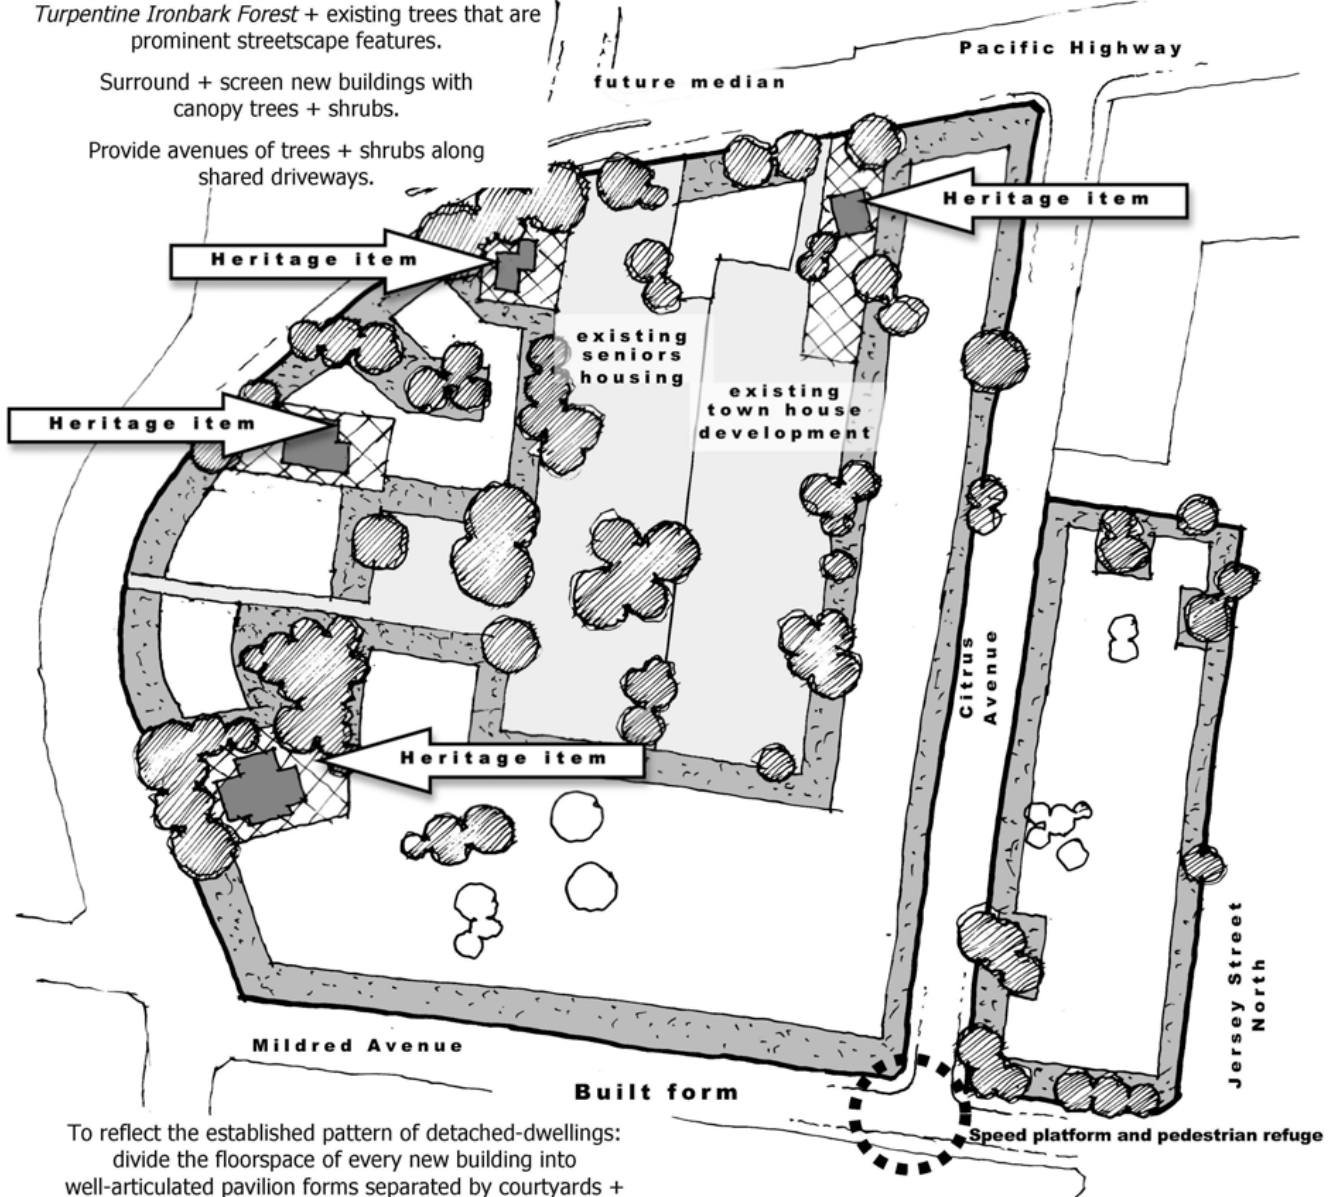 Turpentine Ironbark Forest + existing trees that are
prominent streetscape features.
Surround + screen new buildings with
canopy trees + shrubs.
Provide avenues of trees + shrubs along
shared driveways.
Pacific Highway
future median
Heritage item
Heritage item
existing
seniors
housing
existing
town house
development
Heritage item
Citrus
Avenue
Heritage item
Jersey Street
North
Mildred Avenue
Built form
Speed platform and pedestrian refuge
To reflect the established pattern of detached-dwellings:
divide the floorspace of every new building into
well-articulated pavilion forms separated by courtyards +